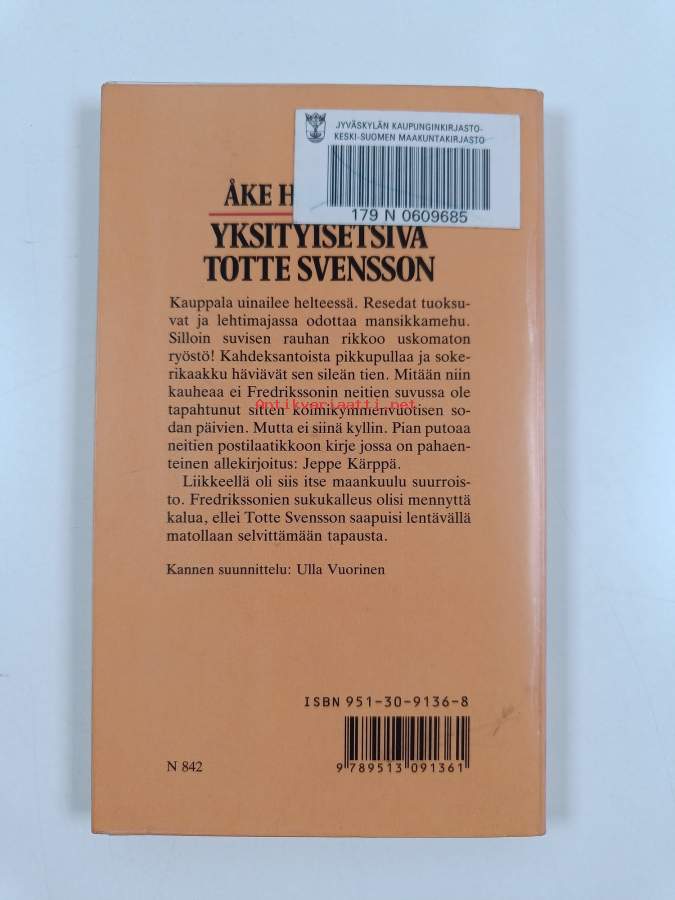 JYVÄSKYLÄN KAUPUNGINKIRJASTO-
KESKI-SUOMEN MAAKUNTAKIRJASTO
179 N 0609685
ÅKE H
YKSITYISETSIVÄ
TOTTE SVENSSON
Kauppala uinailee helteessä. Resedat tuoksu-
vat ja lehtimajassa odottaa mansikkamehu.
Silloin suvisen rauhan rikkoo uskomaton
ryöstö! Kahdeksantoista pikkupullaa ja soke-
rikaakku häviävät sen sileän tien. Mitään niin
kauheaa ei Fredrikssonin neitien suvussa ole
tapahtunut sitten kolmikymmenvuotisen so-
Antikvariaatti.net
dan päivien. Mutta ei siinä kyllin. Pian putoaa
neitien postilaatikkoon kirje jossa on pahaen-
teinen allekirjoitus: Jeppe Kärppä.
Liikkeellä oli siis itse maankuulu suurrois-
to. Fredrikssonien sukukalleus olisi mennyttä
kalua, ellei Totte Svensson saapuisi lentävällä
matollaan selvittämään tapausta.
Kannen suunnittelu: Ulla Vuorinen
ISBN 951-30-9136-8
N 842
9 789513 091361